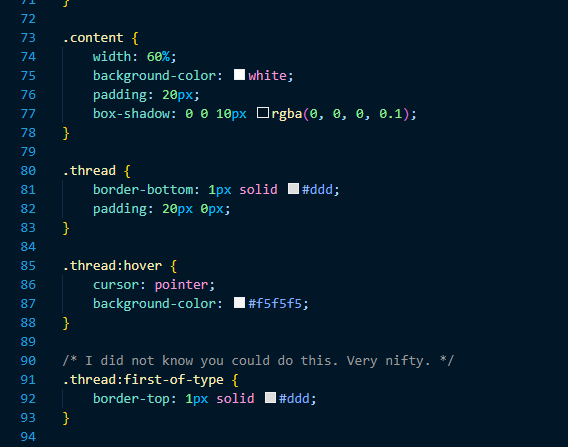 71 }
72
73 .content {
74 width: 60%;
75 background-color: white;
76 padding: 20px;
77 box-shadow: 0 0 10px rgba(0, 0, 0, 0.1);
78 }
79
80 .thread {
81 border-bottom: 1px solid #ddd;
82 padding: 20px 0px;
83 }
84
85 .thread:hover {
86 cursor: pointer;
87 background-color: #f5f5f5;
88 }
89
90 /* I did not know you could do this. Very nifty. */
91 .thread:first-of-type {
92 border-top: 1px solid #ddd;
93 }
94